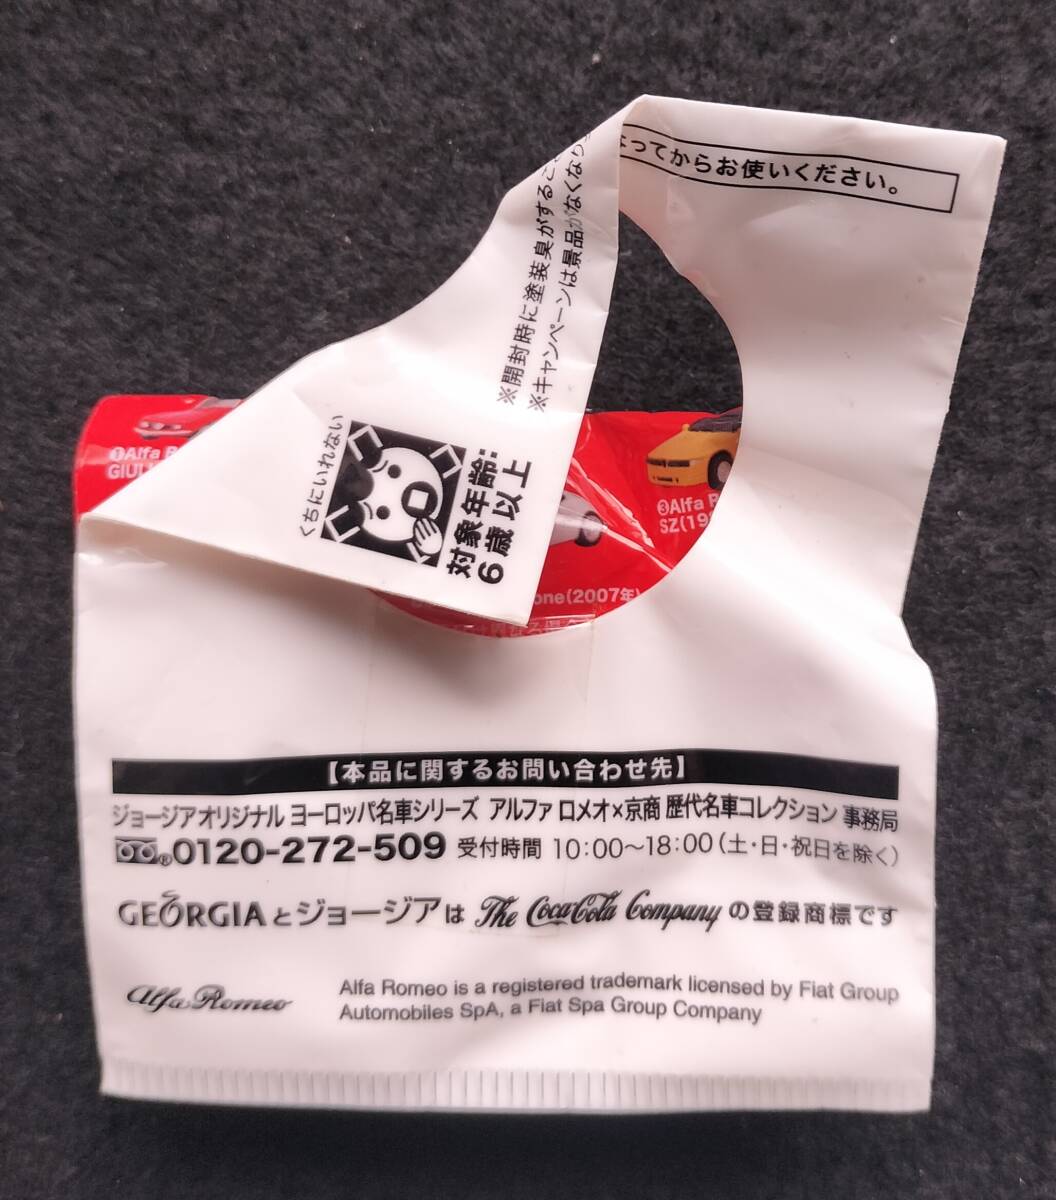 よってからお使いください。
※開封時に塗装臭がするこ
※キャンペーンは景品がなくなり
くちにいれない
対象年齢:
6歳以上
❶Alfa R
GIULI
❸Alfa R
SZ(19
one(2007年)
【本品に関するお問い合わせ先】
ジョージアオリジナル ヨーロッパ名車シリーズ アルファ ロメオ×京商 歴代名車コレクション 事務局
®0120-272-509 受付時間 10:00〜18:00(土・日・祝日を除く)
GEORGIAとジョージアは The Coca-Cola Company の登録商標です
Alfa Romeo
Alfa Romeo is a registered trademark licensed by Fiat Group
Automobiles SpA, a Fiat Spa Group Company